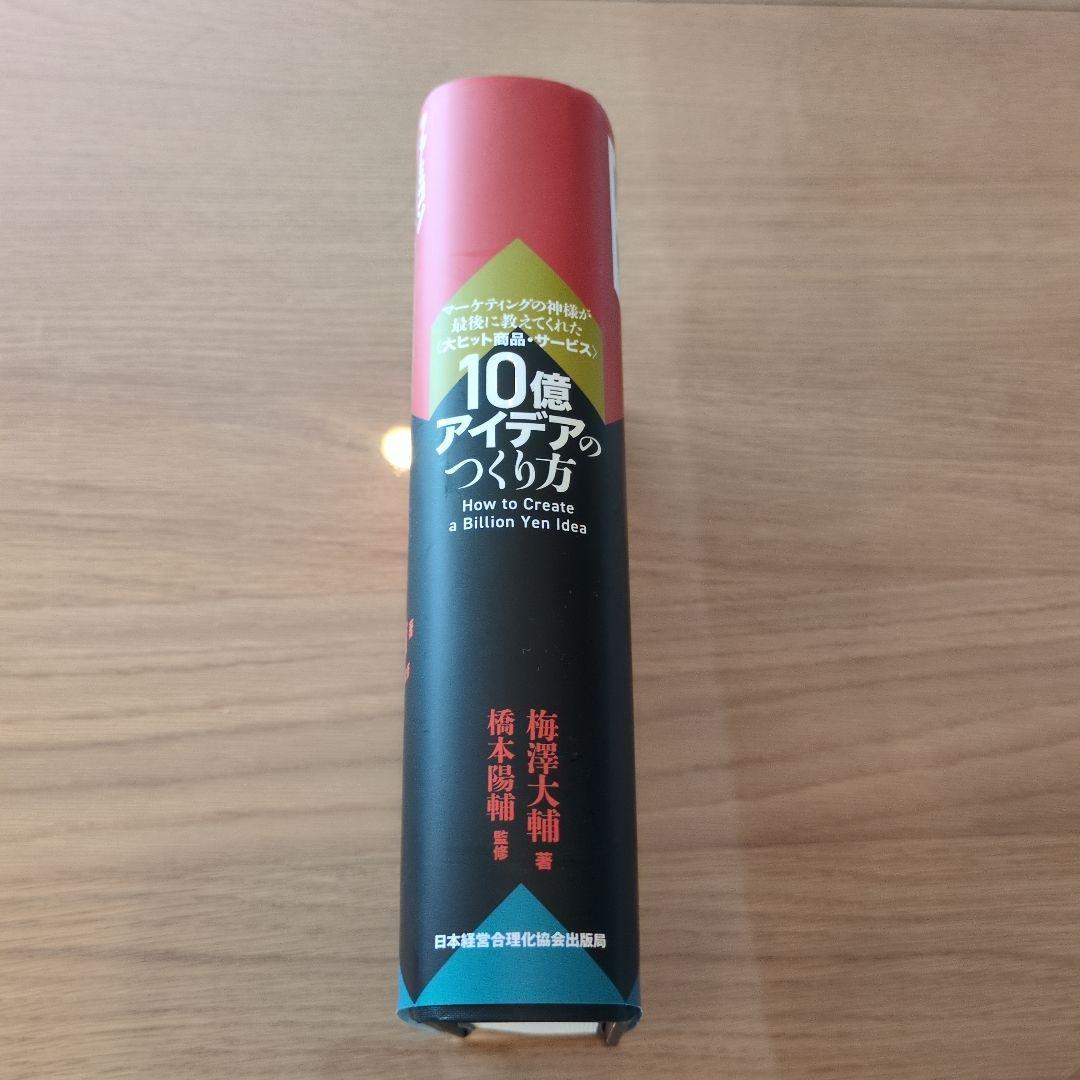 マーケティングの神様が
最後に教えてくれた
〈大ヒット商品・サービス〉
10億
アイデアの
つくり方
How to Create
a Billion Yen Idea
梅澤大輔 著
橋本陽輔 監修
日本経営合理化協会出版局